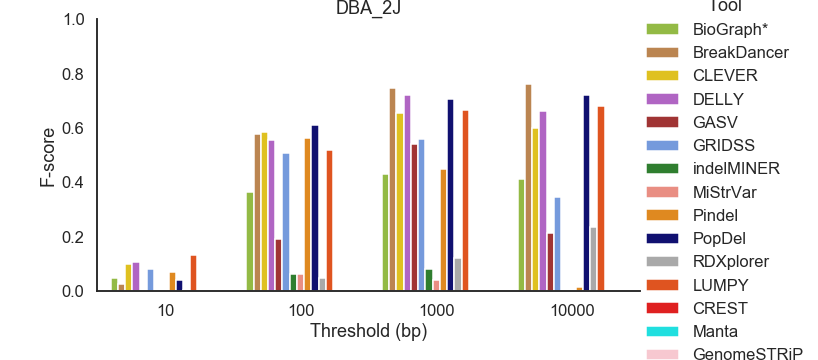 DBA_2J
Tool
1.0
0.8
0.6
0.4
0.2
0.0
F-score
10
100
1000
10000
Threshold (bp)
BioGraph*
BreakDancer
CLEVER
DELLY
GASV
GRIDSS
indelMINER
MiStrVar
Pindel
PopDel
RDXplorer
LUMPY
CREST
Manta
GenomeSTRiP